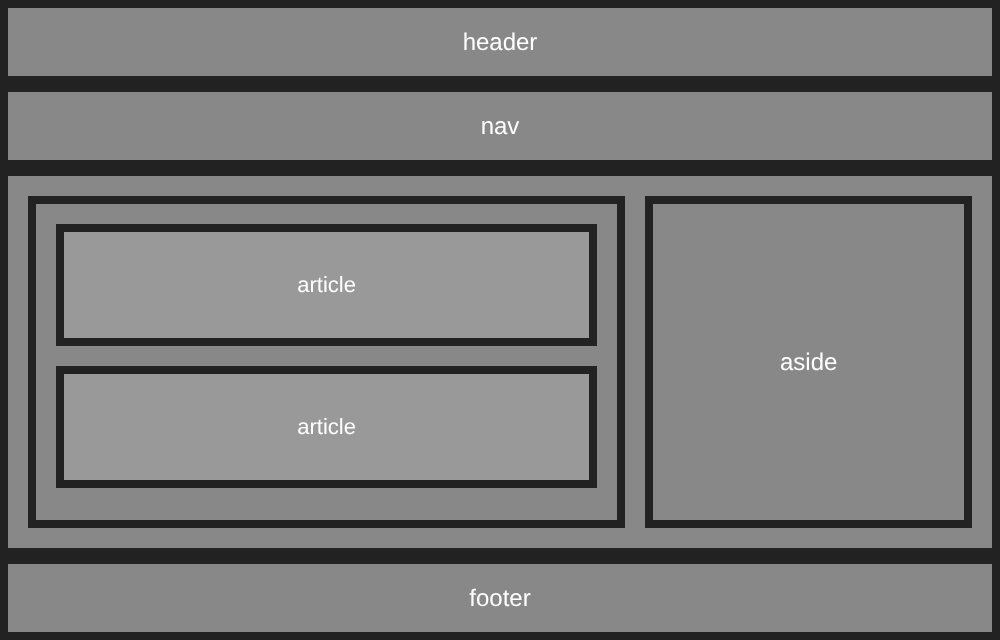 header
nav
article
article
aside
footer